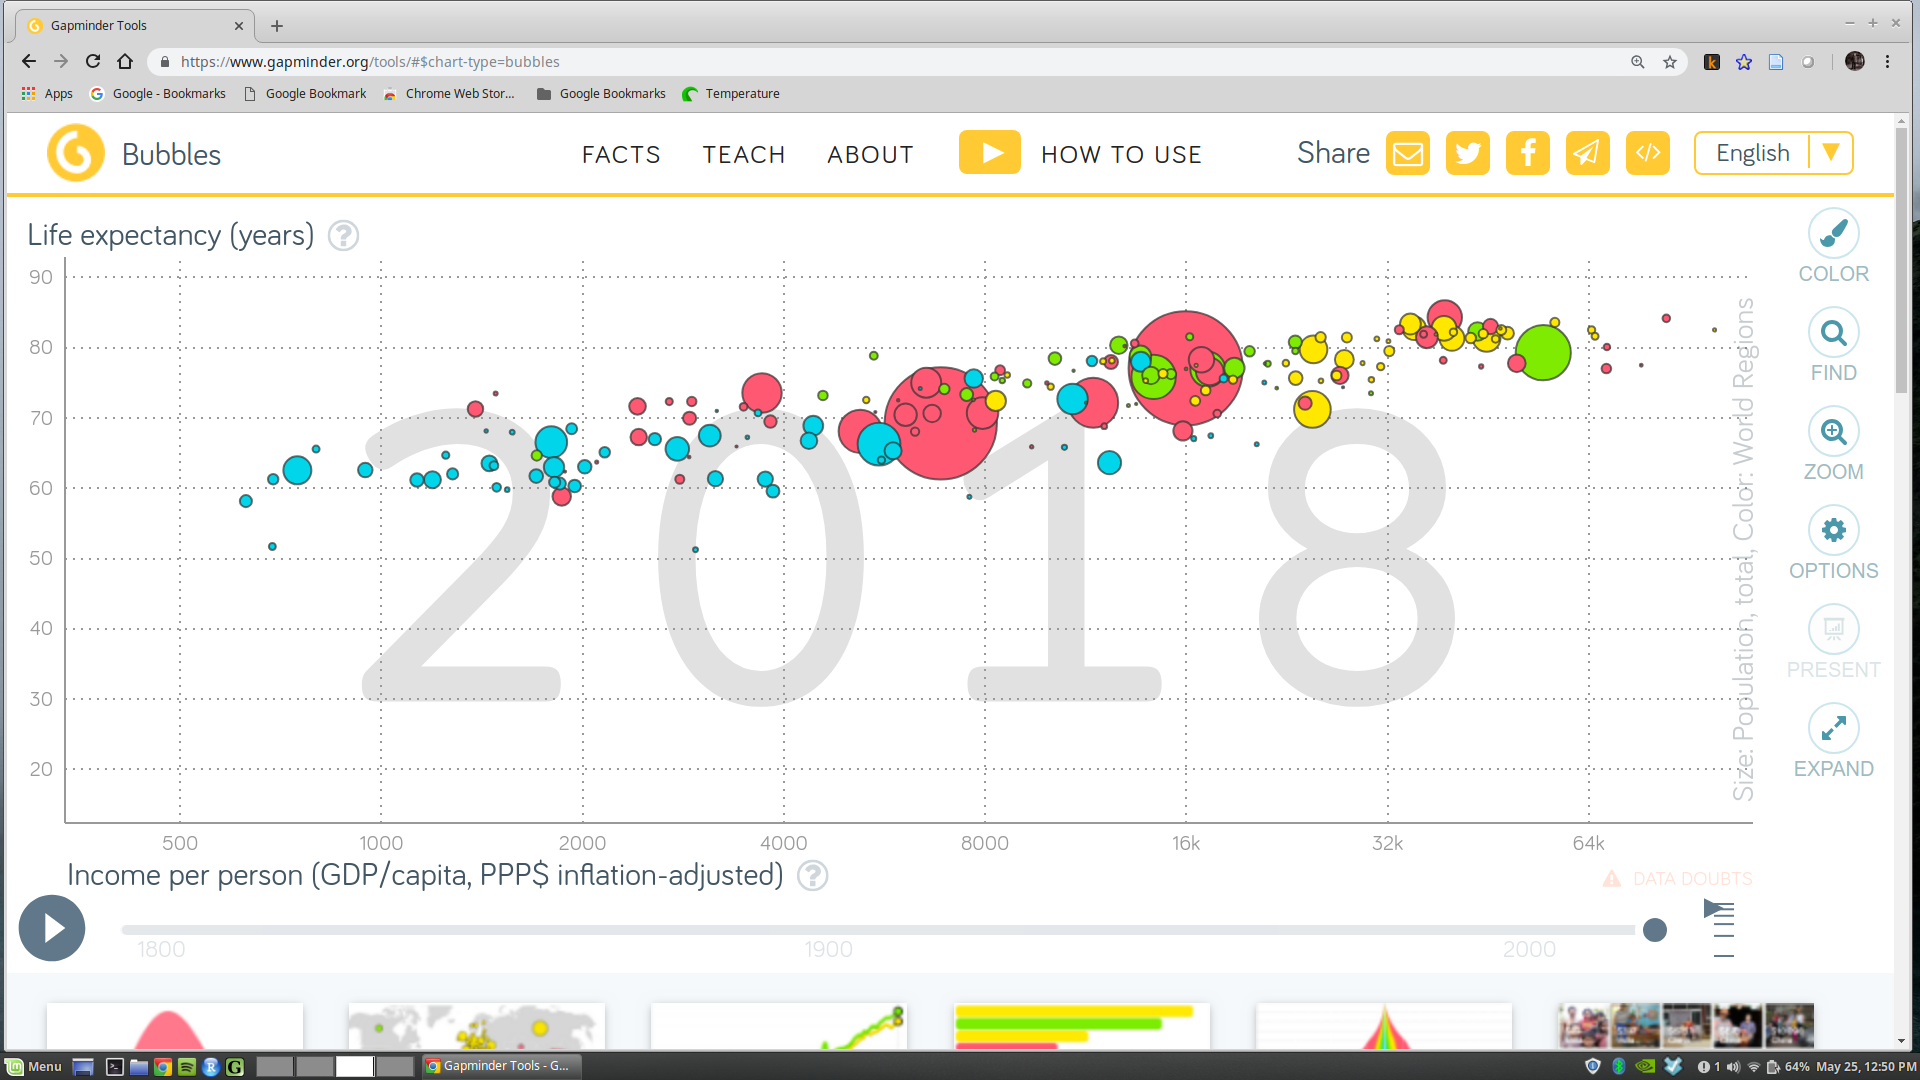 Gapminder Tools
https://www.gapminder.org/tools/#$chart-type=bubbles
Apps Google - Bookmarks Google Bookmark Chrome Web Stor... Google Bookmarks Temperature
Bubbles FACTS TEACH ABOUT HOW TO USE Share English
Life expectancy (years) ?
COLOR
FIND
ZOOM
OPTIONS
PRESENT
EXPAND
90
80
70
60
50
40
30
20
2018
Size: Population, total, Color: World Regions
500 1000 2000 4000 8000 16k 32k 64k
Income per person (GDP/capita, PPP$ inflation-adjusted) ?
DATA DOUBTS
1800 1900 2000
Menu Gapminder Tools - G... 1 64% May 25, 12:50 PM